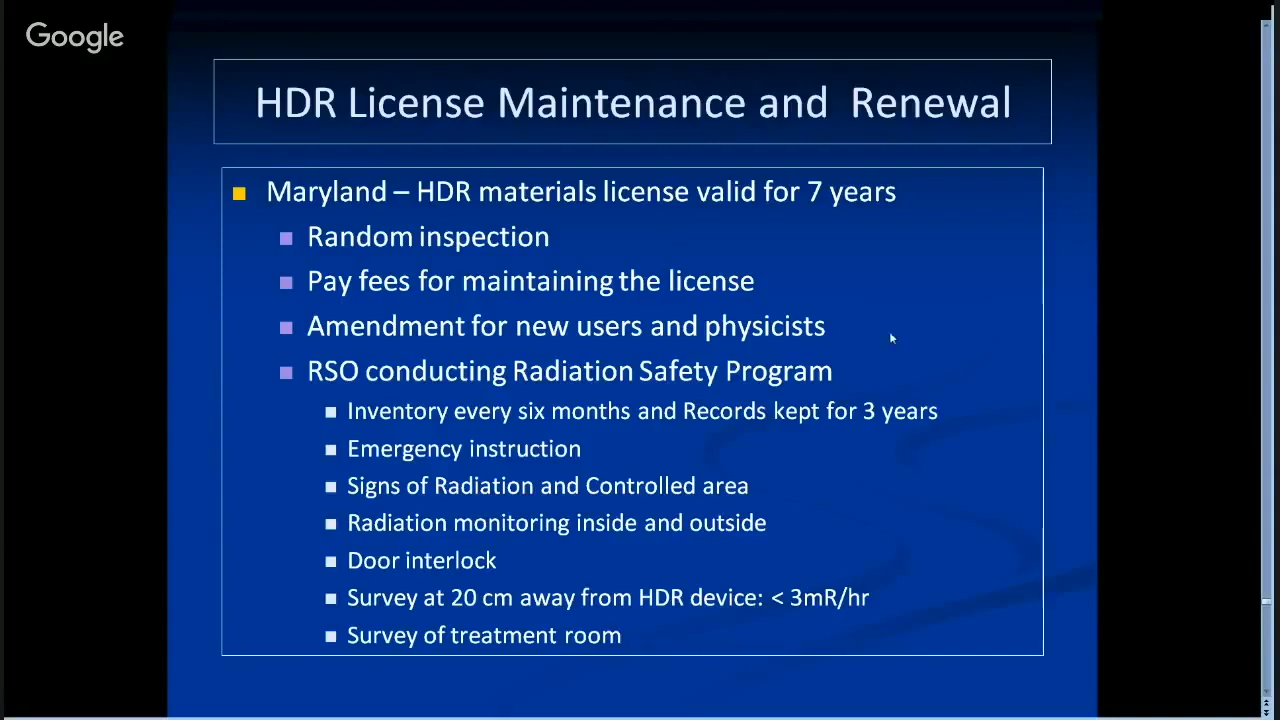 Google
HDR License Maintenance and Renewal
Maryland – HDR materials license valid for 7 years
Random inspection
Pay fees for maintaining the license
Amendment for new users and physicists
RSO conducting Radiation Safety Program
Inventory every six months and Records kept for 3 years
Emergency instruction
Signs of Radiation and Controlled area
Radiation monitoring inside and outside
Door interlock
Survey at 20 cm away from HDR device: < 3mR/hr
Survey of treatment room